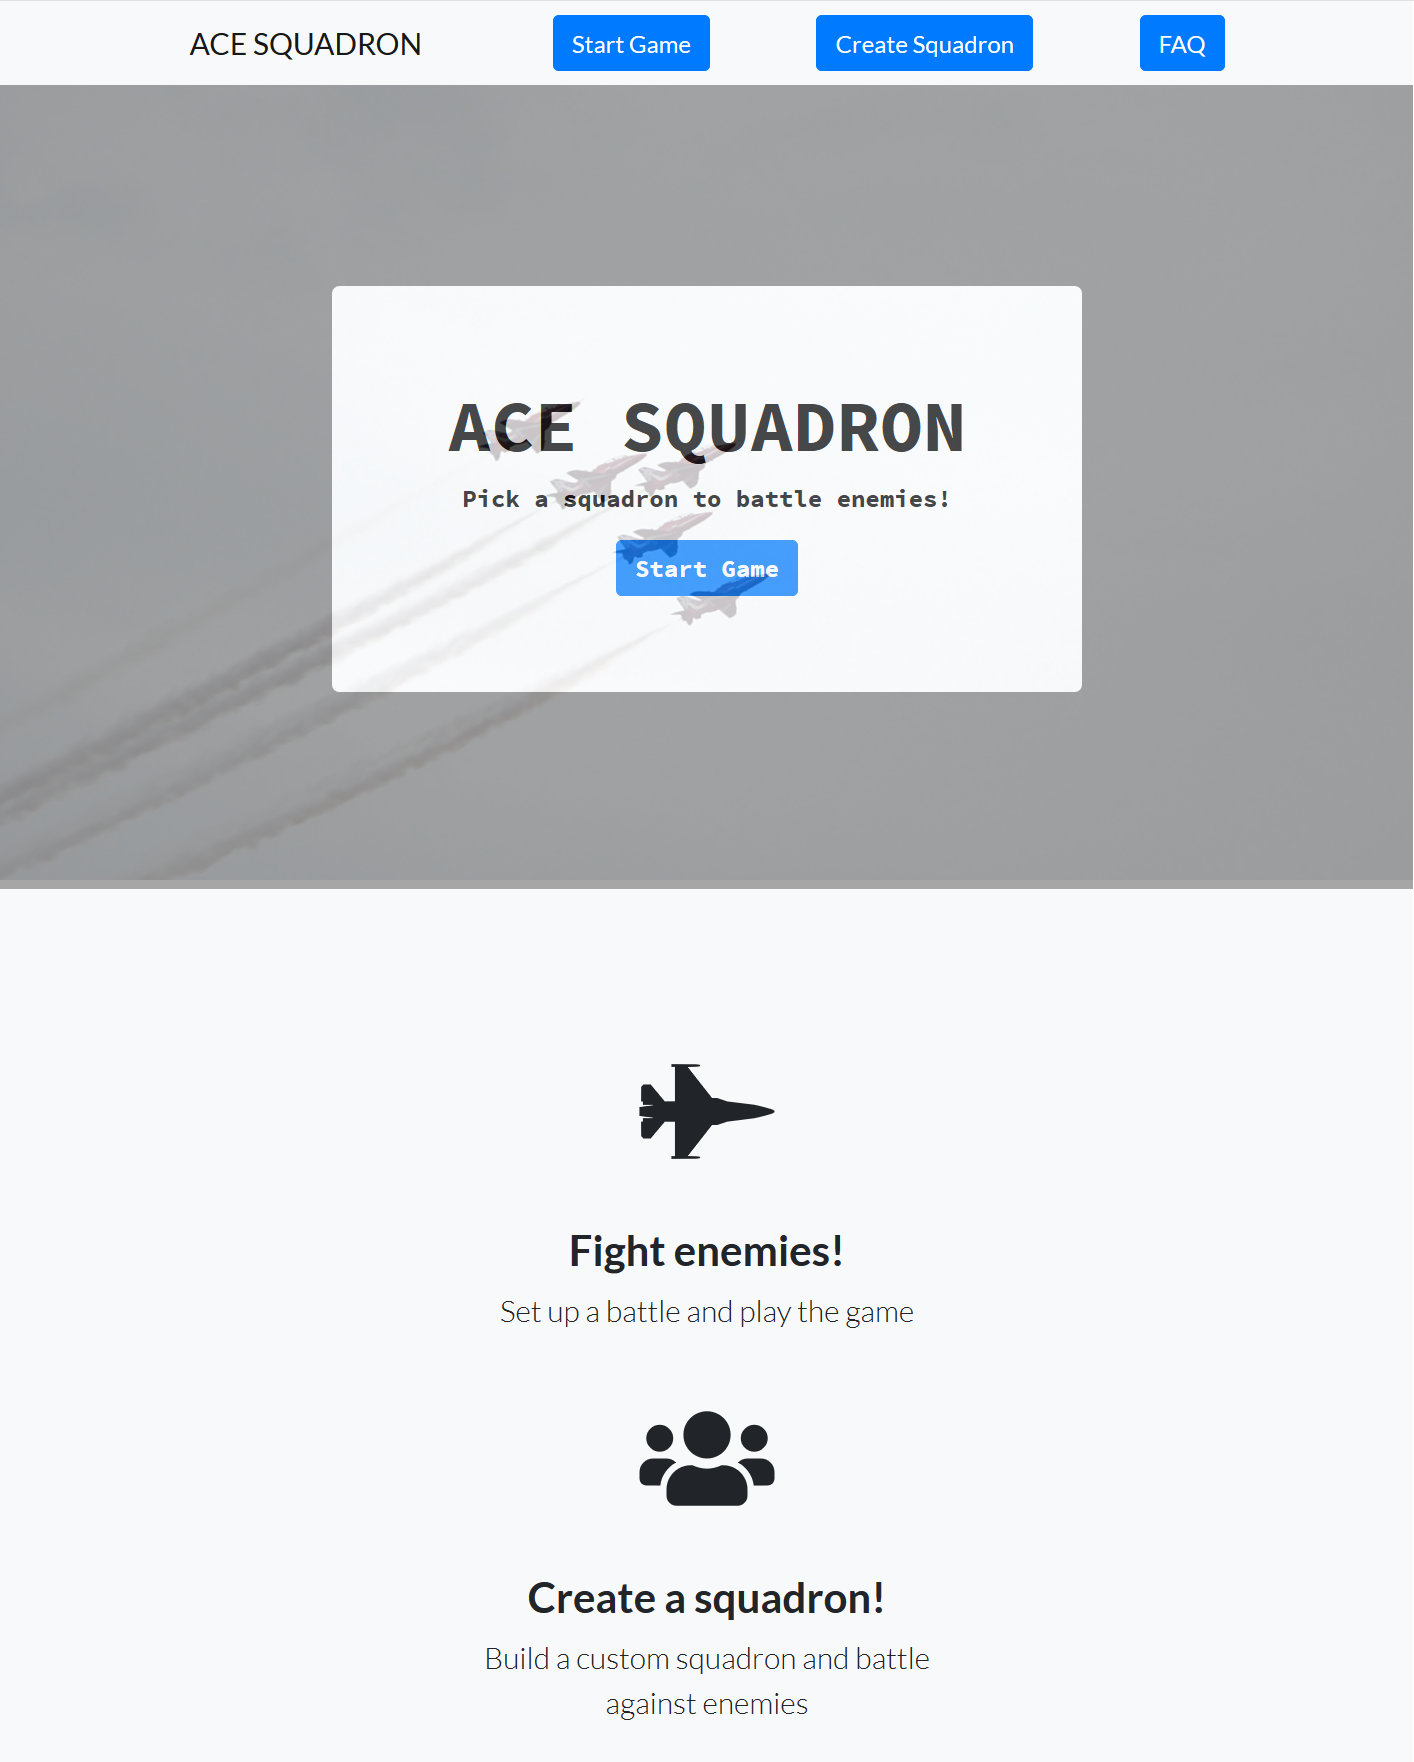 ACE SQUADRON
Start Game
Create Squadron
FAQ
ACE SQUADRON
Pick a squadron to battle enemies!
Start Game
Fight enemies!
Set up a battle and play the game
Create a squadron!
Build a custom squadron and battle
against enemies